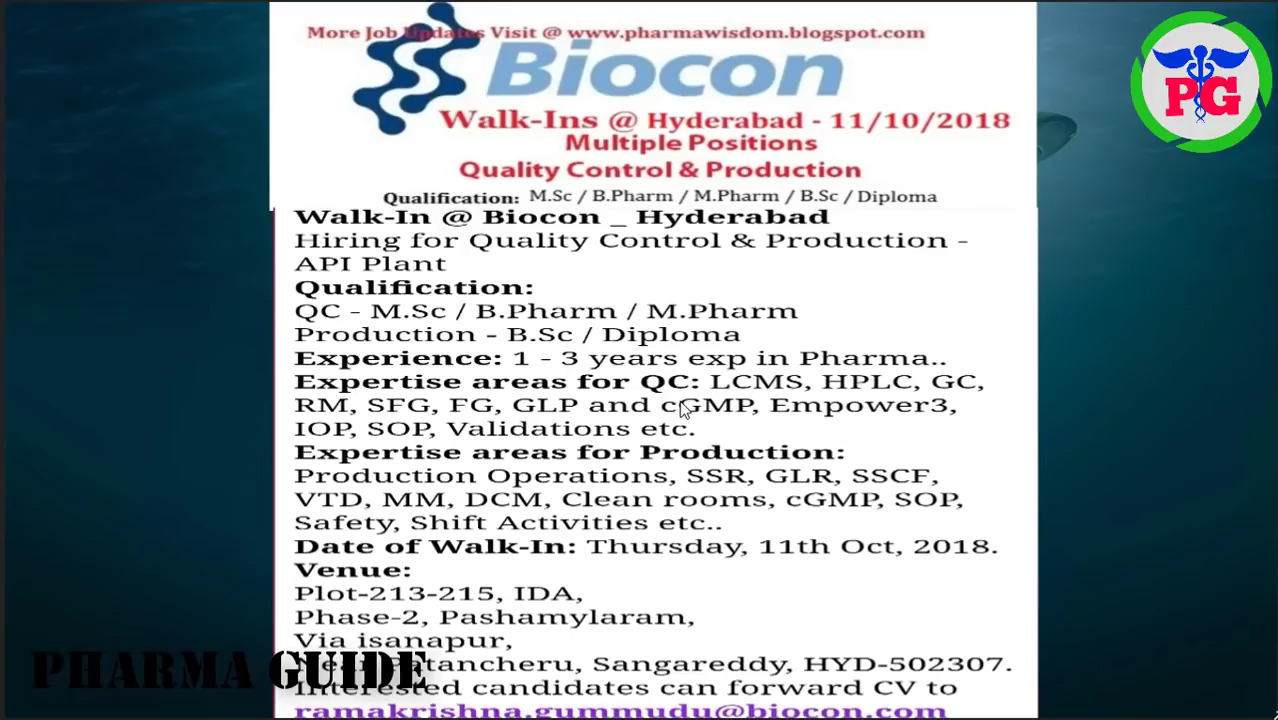 More Job Updates Visit @ www.pharmawisdom.blogspot.com
Biocon
PG
Walk-Ins @ Hyderabad - 11/10/2018
Multiple Positions
Quality Control & Production
Qualification: M.Sc / B.Pharm / M.Pharm / B.Sc / Diploma
Walk-In @ Biocon _ Hyderabad
Hiring for Quality Control & Production -
API Plant
Qualification:
QC - M.Sc / B.Pharm / M.Pharm
Production - B.Sc / Diploma
Experience: 1 - 3 years exp in Pharma..
Expertise areas for QC: LCMS, HPLC, GC,
RM, SFG, FG, GLP and cGMP, Empower3,
IOP, SOP, Validations etc.
Expertise areas for Production:
Production Operations, SSR, GLR, SSCF,
VTD, MM, DCM, Clean rooms, cGMP, SOP,
Safety, Shift Activities etc..
Date of Walk-In: Thursday, 11th Oct, 2018.
Venue:
Plot-213-215, IDA,
Phase-2, Pashamylaram,
Via isanapur,
Near Patancheru, Sangareddy, HYD-502307.
PHARMA GUIDE
Interested candidates can forward CV to
ramakrishna.gummudu@biocon.com